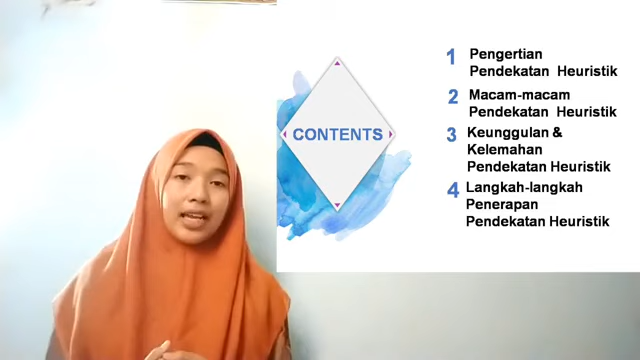 CONTENTS
1 Pengertian
Pendekatan Heuristik
2 Macam-macam
Pendekatan Heuristik
3 Keunggulan &
Kelemahan
Pendekatan Heuristik
4 Langkah-langkah
Penerapan
Pendekatan Heuristik